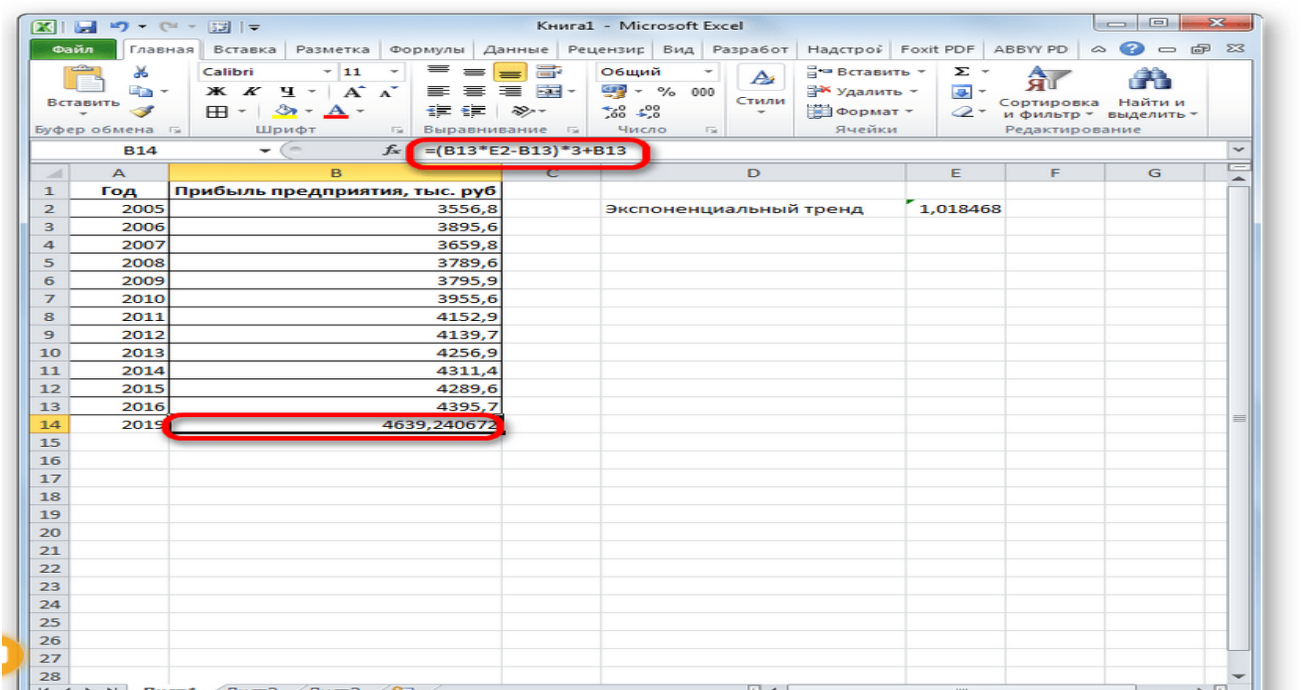 Книга1 - Microsoft Excel
Файл Главная Вставка Разметка Формулы Данные Рецензир Вид Разработ Надстрой Foxit PDF ABBYY PD
Calibri 11 Общий Вставить Σ
Вставить Ж К Ч А А % 000 Стили Удалить Сортировка и фильтр Найти и выделить
Формат
Буфер обмена Шрифт Выравнивание Число Ячейки Редактирование
B14 fx =(B13*E2-B13)*3+B13
A B C D E F G
1 Год Прибыль предприятия, тыс. руб
2 2005 3556,8 Экспоненциальный тренд 1,018468
3 2006 3895,6
4 2007 3659,8
5 2008 3789,6
6 2009 3795,9
7 2010 3955,6
8 2011 4152,9
9 2012 4139,7
10 2013 4256,9
11 2014 4311,4
12 2015 4289,6
13 2016 4395,7
14 2019 4639,240672
15
16
17
18
19
20
21
22
23
24
25
26
27
28